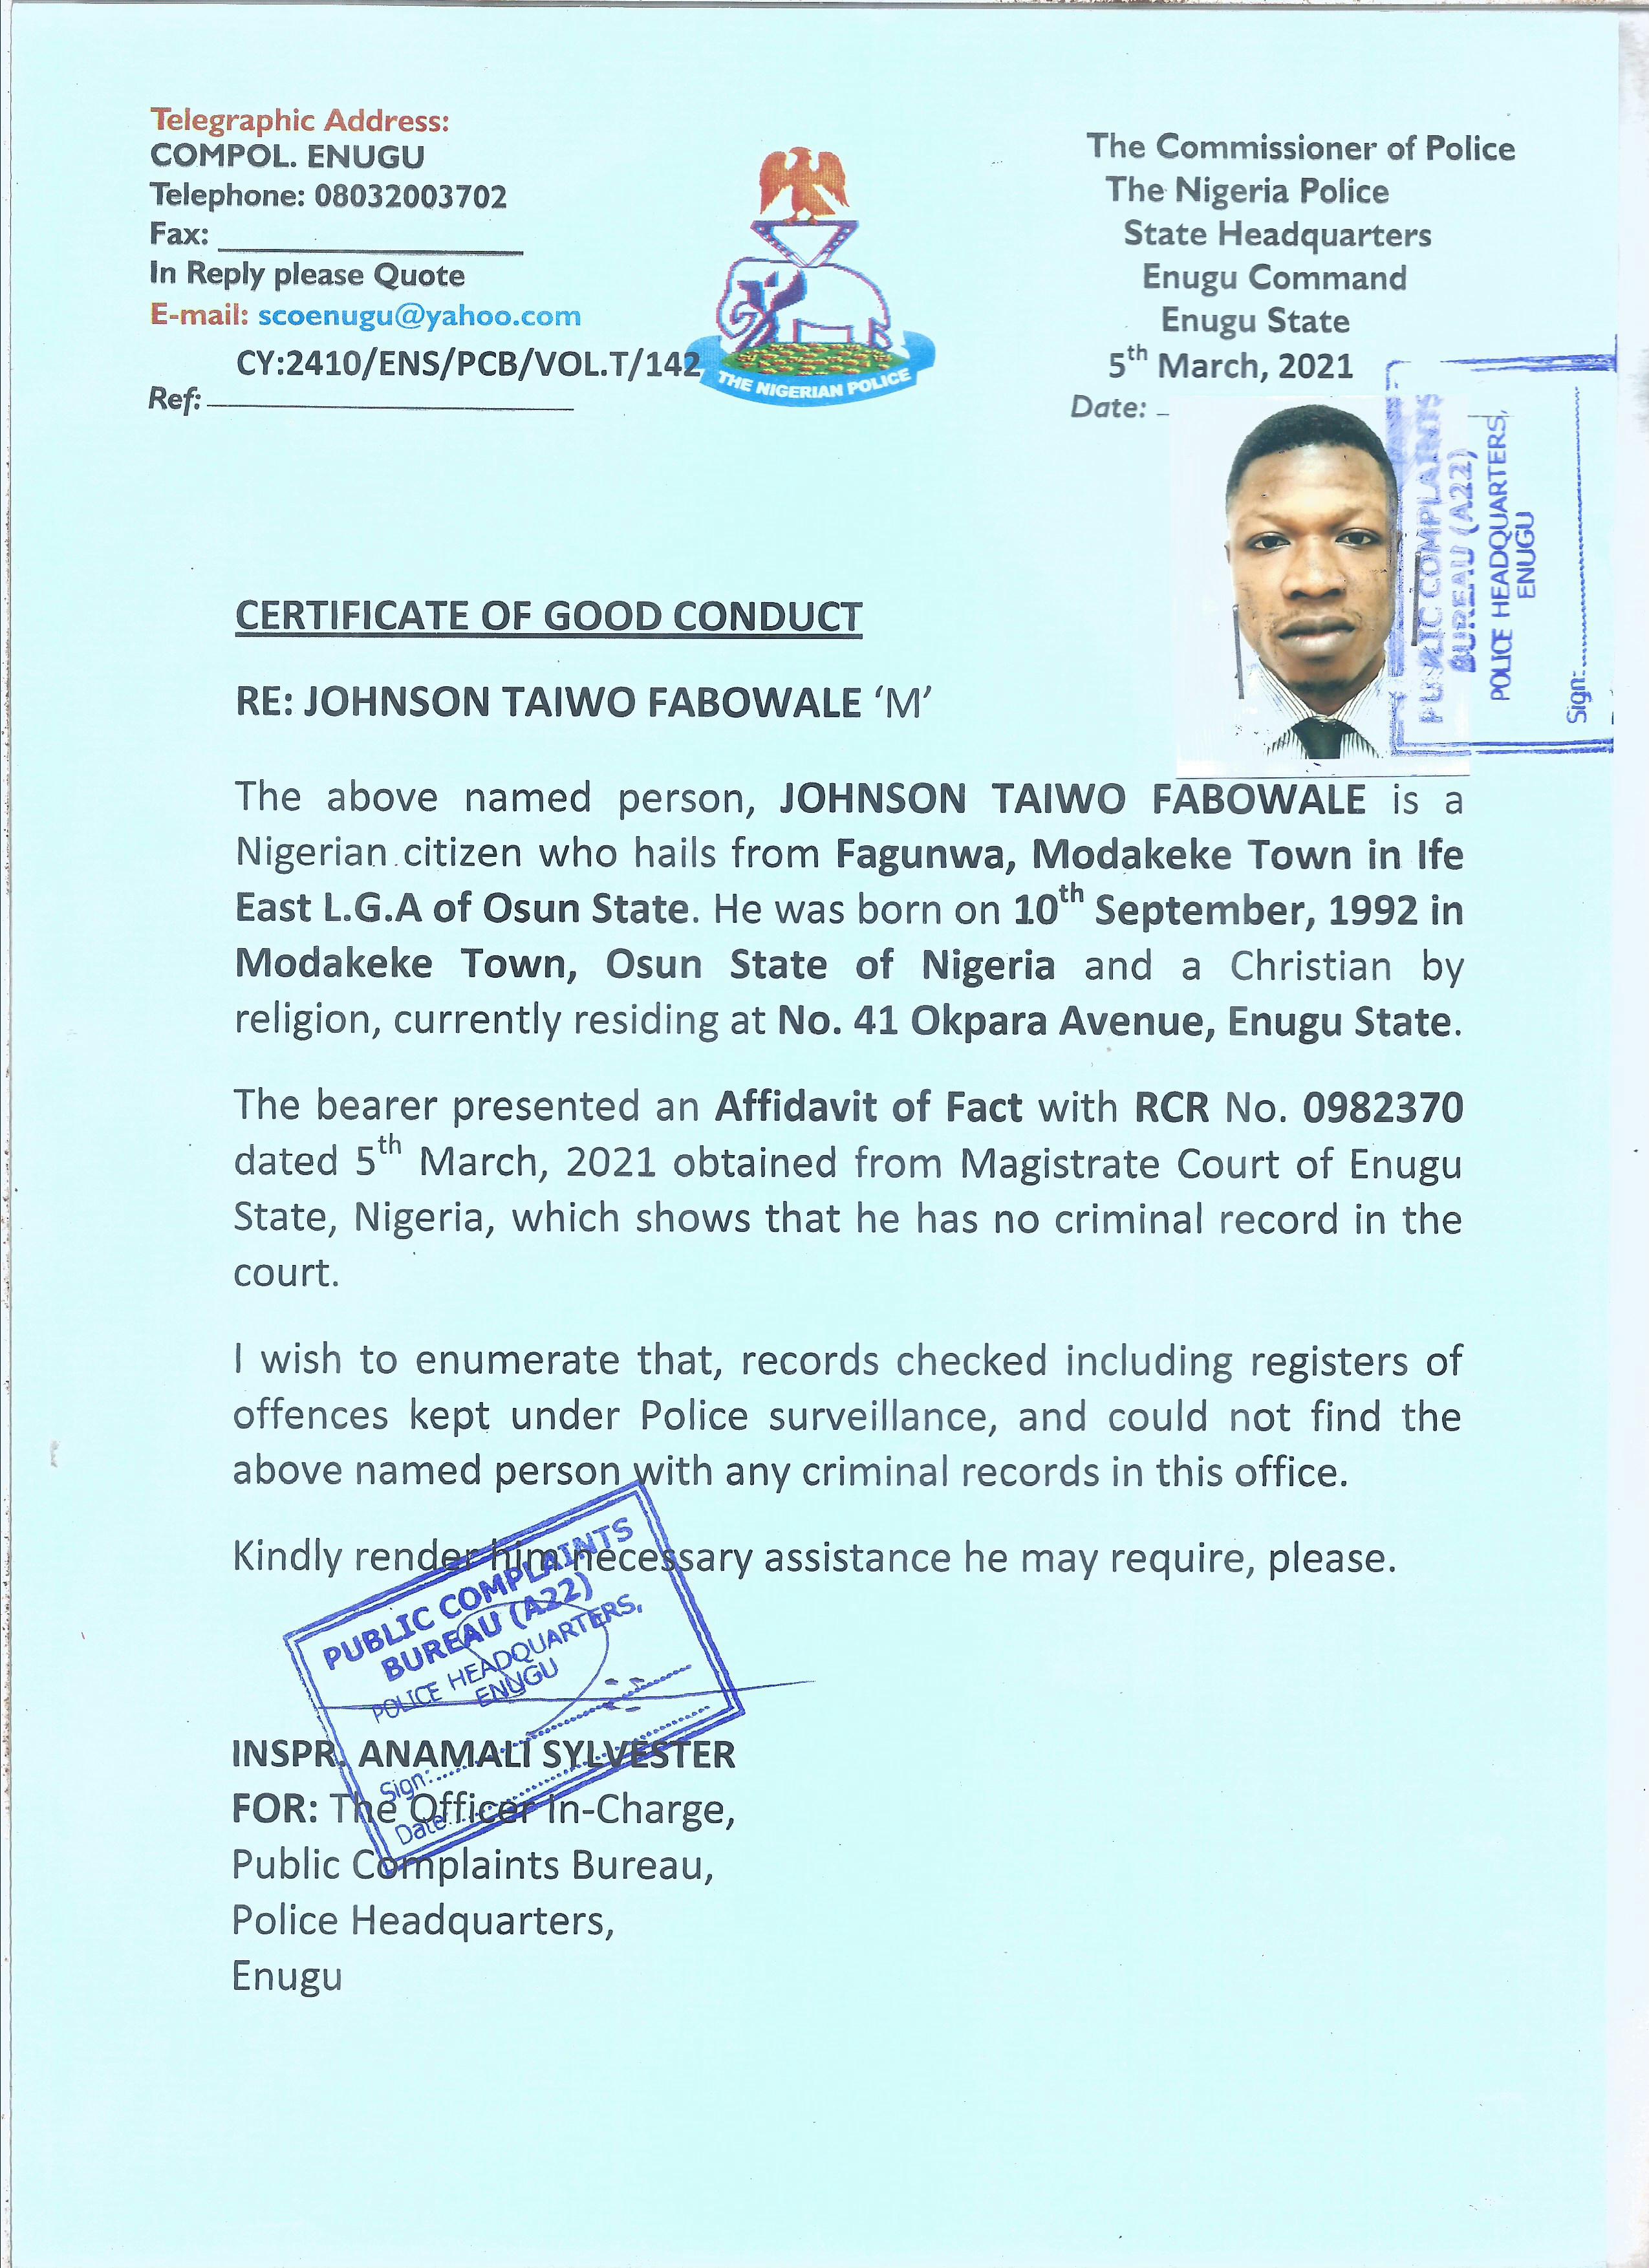 Telegraphic Address:
COMPOL. ENUGU
Telephone: 08032003702
Fax:
In Reply please Quote
E-mail: scoenugu@yahoo.com
CY:2410/ENS/PCB/VOL.T/142
Ref:
THE NIGERIAN POLICE
The Commissioner of Police
The Nigeria Police
State Headquarters
Enugu Command
Enugu State
5th March, 2021
Date:
PUBLIC COMPLAINTS
BUREAU (A22)
POLICE HEADQUARTERS,
ENUGU
Sign:
CERTIFICATE OF GOOD CONDUCT
RE: JOHNSON TAIWO FABOWALE ‘M’
The above named person, JOHNSON TAIWO FABOWALE is a
Nigerian citizen who hails from Fagunwa, Modakeke Town in Ife
East L.G.A of Osun State. He was born on 10th September, 1992 in
Modakeke Town, Osun State of Nigeria and a Christian by
religion, currently residing at No. 41 Okpara Avenue, Enugu State.
The bearer presented an Affidavit of Fact with RCR No. 0982370
dated 5th March, 2021 obtained from Magistrate Court of Enugu
State, Nigeria, which shows that he has no criminal record in the
court.
I wish to enumerate that, records checked including registers of
offences kept under Police surveillance, and could not find the
above named person with any criminal records in this office.
Kindly render him necessary assistance he may require, please.
PUBLIC COMPLAINTS
BUREAU (A22)
POLICE HEADQUARTERS,
ENUGU
Sign:
Date:
INSPR. ANAMALI SYLVESTER
FOR: The Officer In-Charge,
Public Complaints Bureau,
Police Headquarters,
Enugu